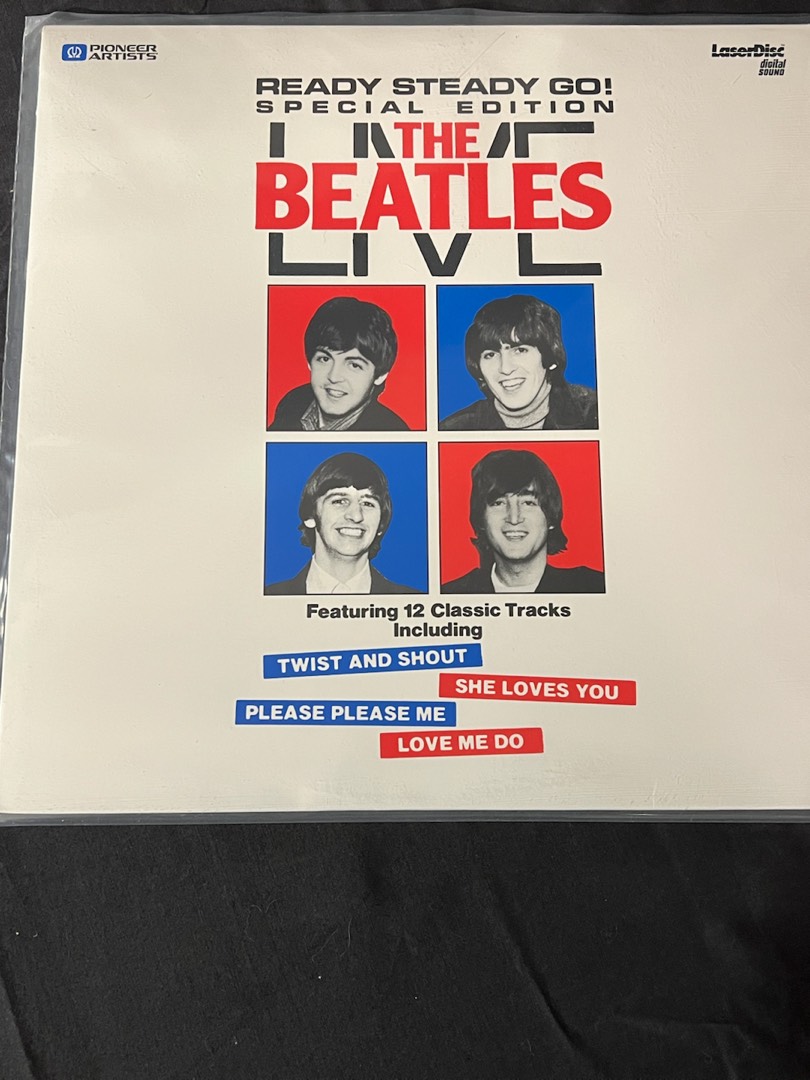 PIONEER
ARTISTS
LaserDisc
digital
SOUND
READY STEADY GO!
SPECIAL EDITION
LIVE
THE
BEATLES
LIVE
Featuring 12 Classic Tracks
Including
TWIST AND SHOUT
SHE LOVES YOU
PLEASE PLEASE ME
LOVE ME DO